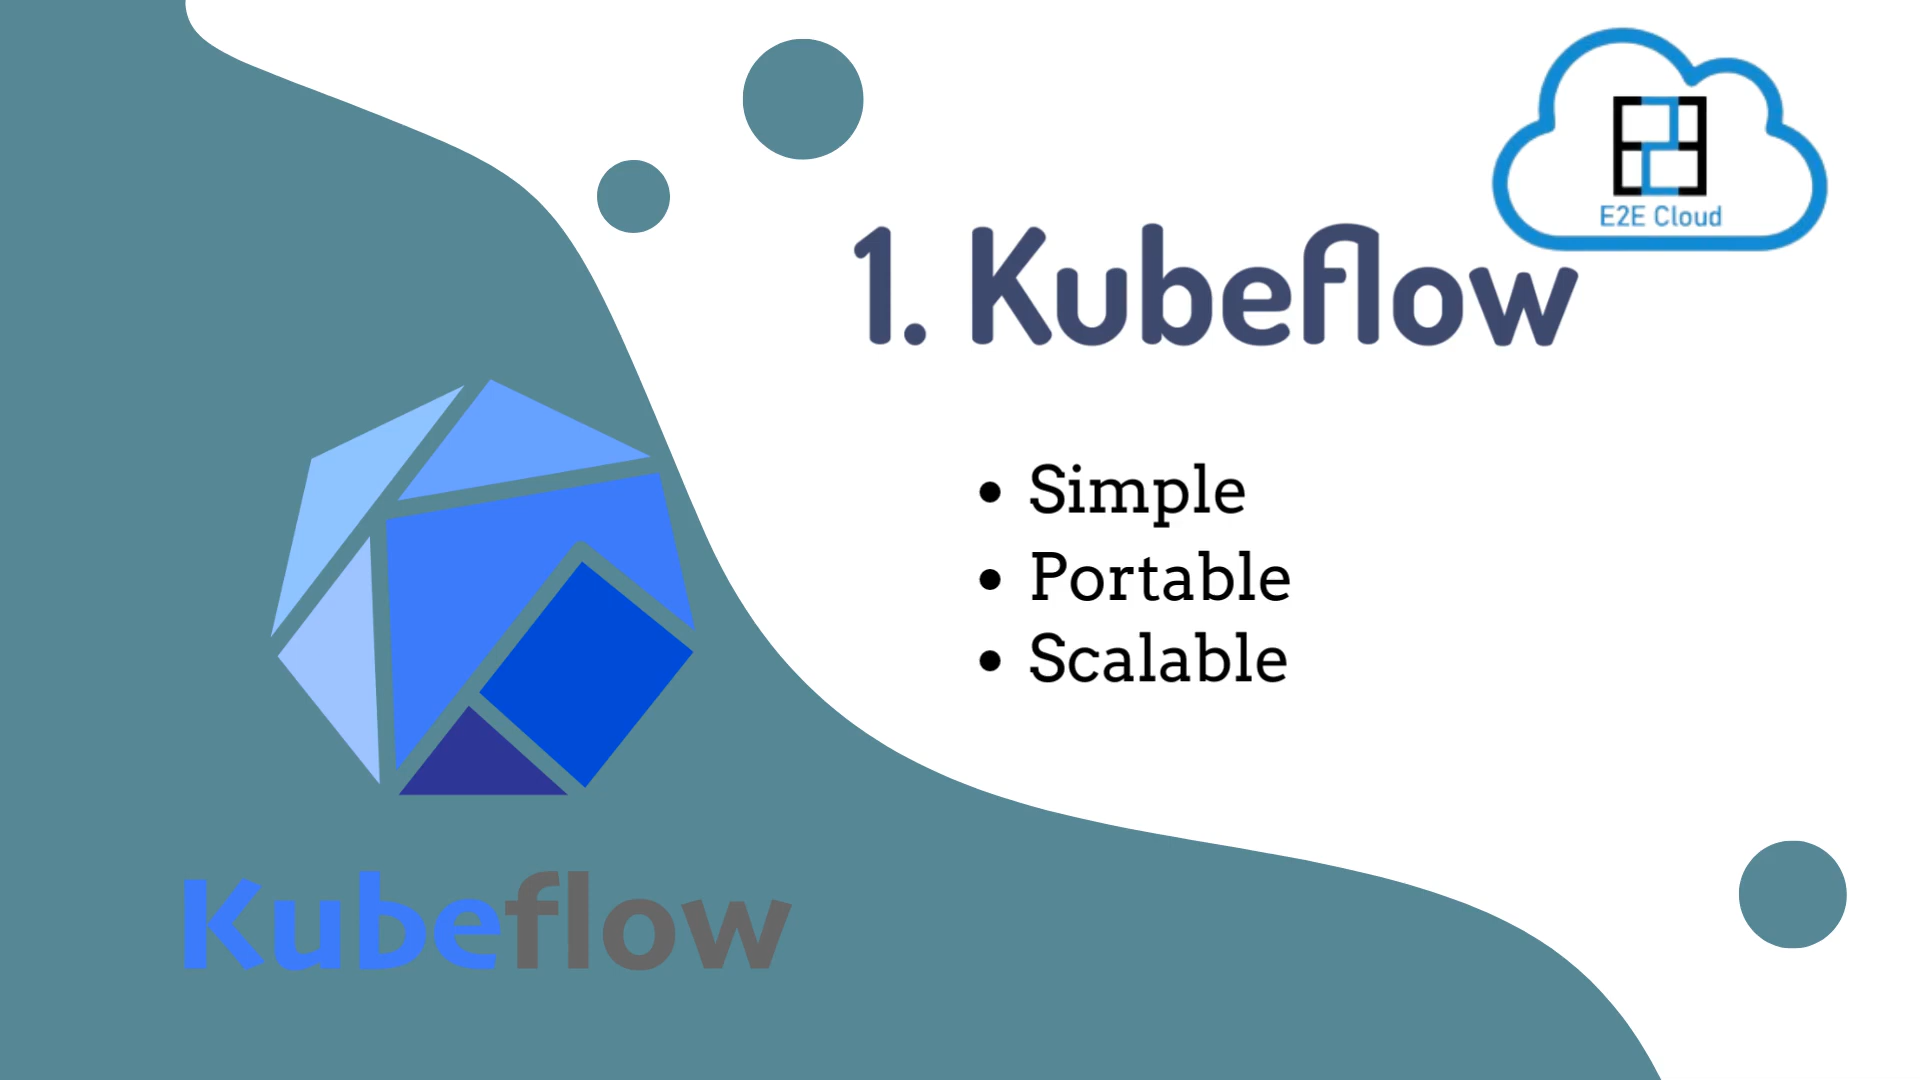 E2E Cloud
1. Kubeflow
• Simple
• Portable
• Scalable
Kubeflow